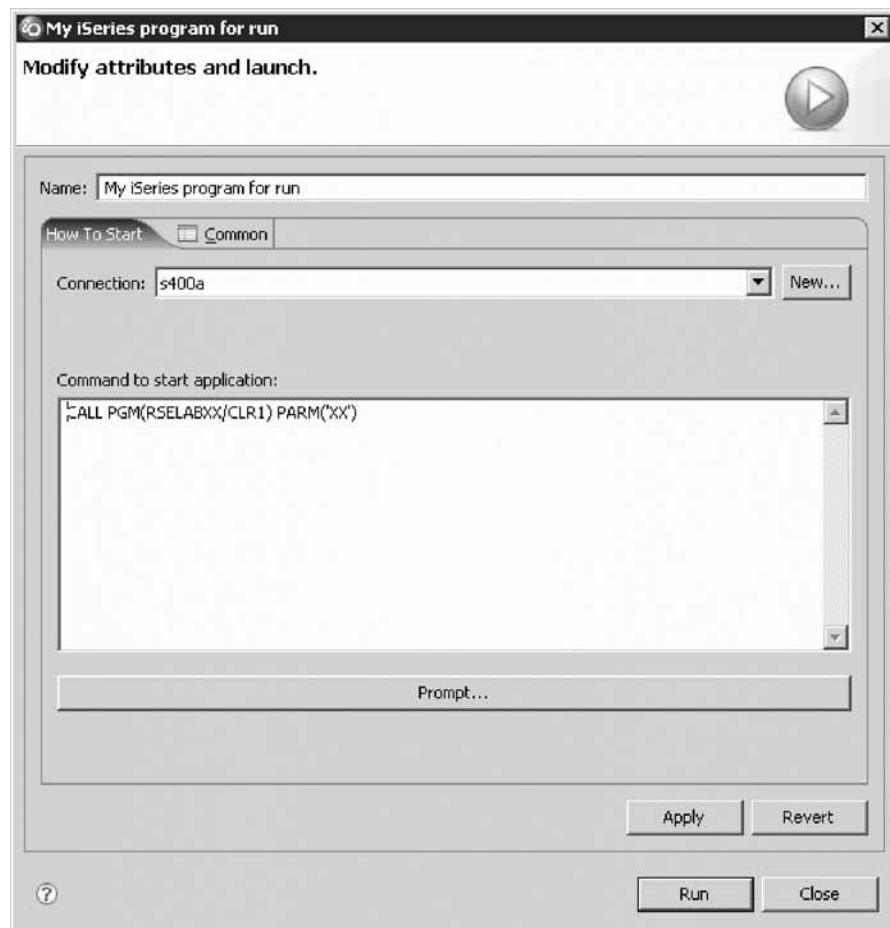 My iSeries program for run
Modify attributes and launch.
Name: My iSeries program for run
How To Start Common
Connection: s400a New...
Command to start application:
CALL PGM(RSELABXX/CLR1) PARM('XX')
Prompt...
Apply Revert
? Run Close